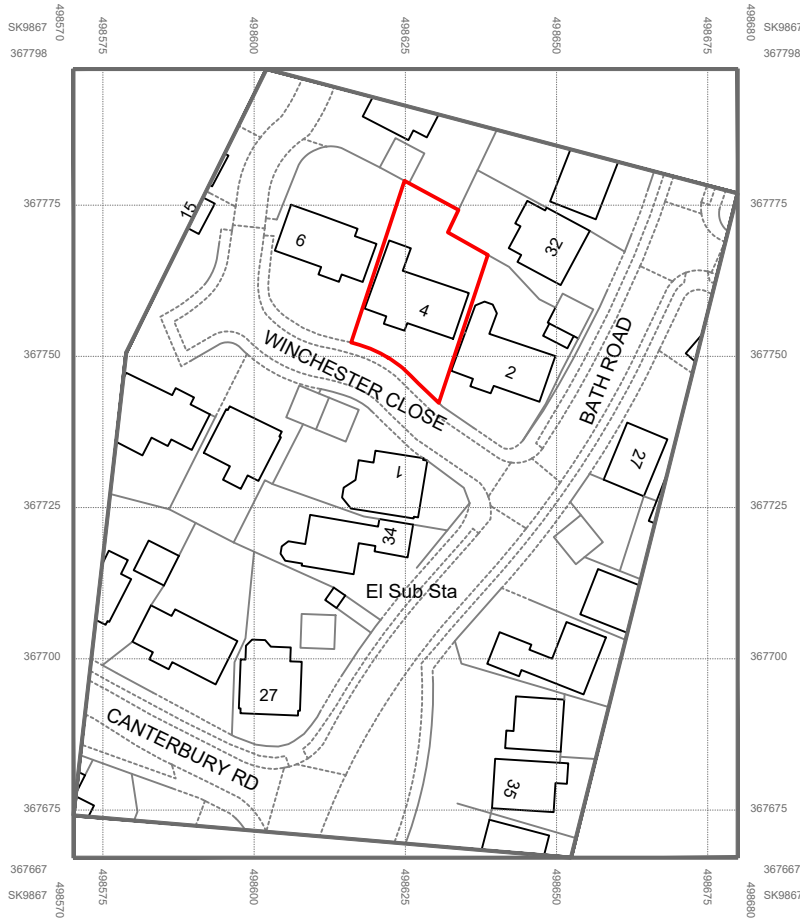 498570 498575 498600 498625 498650 498675 498680
SK9867 SK9867
367798 367798
367775 367775
15
6
32
4
WINCHESTER CLOSE
BATH ROAD
367750 367750
2
27
1
367725 367725
34
El Sub Sta
367700 367700
27
CANTERBURY RD
35
367675 367675
367667 367667
SK9867 SK9867
498570 498575 498600 498625 498650 498675 498680